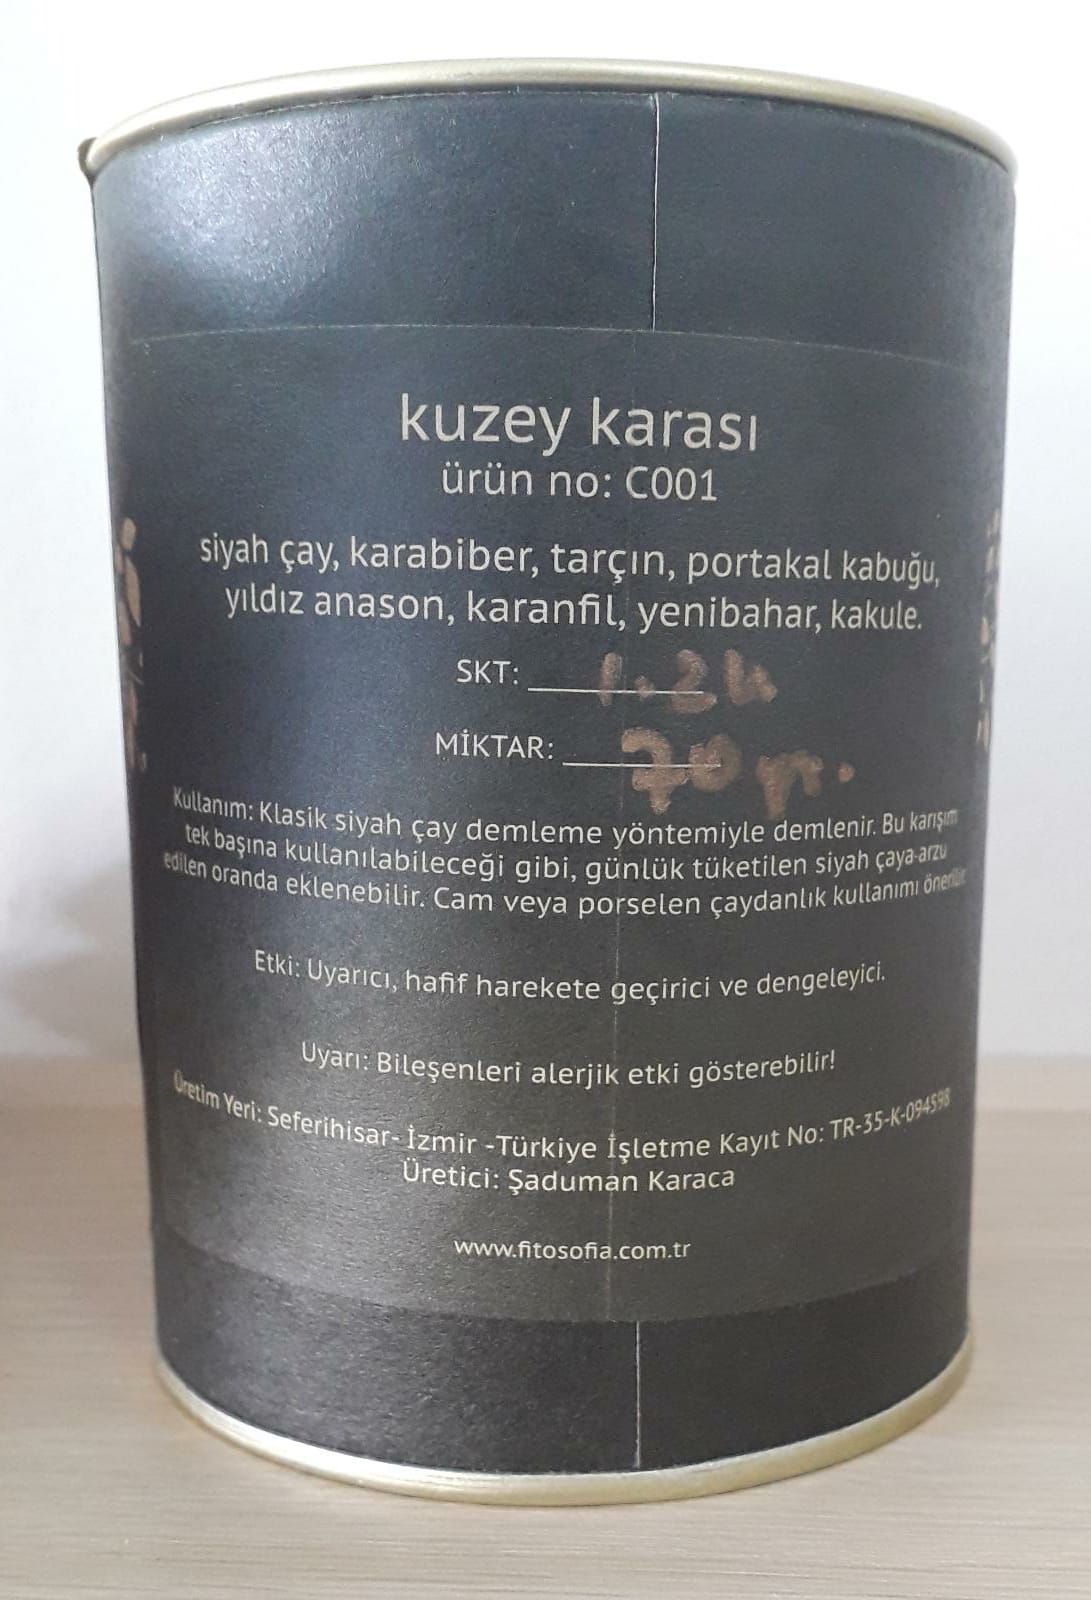 kuzey karası
ürün no: C001
siyah çay, karabiber, tarçın, portakal kabuğu,
yıldız anason, karanfil, yenibahar, kakule.
SKT: 1.24
MİKTAR: 70 gr.
Kullanım: Klasik siyah çay demleme yöntemiyle demlenir. Bu karışım
tek başına kullanılabileceği gibi, günlük tüketilen siyah çaya arzu
edilen oranda eklenebilir. Cam veya porselen çaydanlık kullanımı önerilir.
Etki: Uyarıcı, hafif harekete geçirici ve dengeleyici.
Uyarı: Bileşenleri alerjik etki gösterebilir!
Üretim Yeri: Seferihisar- İzmir -Türkiye İşletme Kayıt No: TR-35-K-094598
Üretici: Şaduman Karaca
www.fitosofia.com.tr